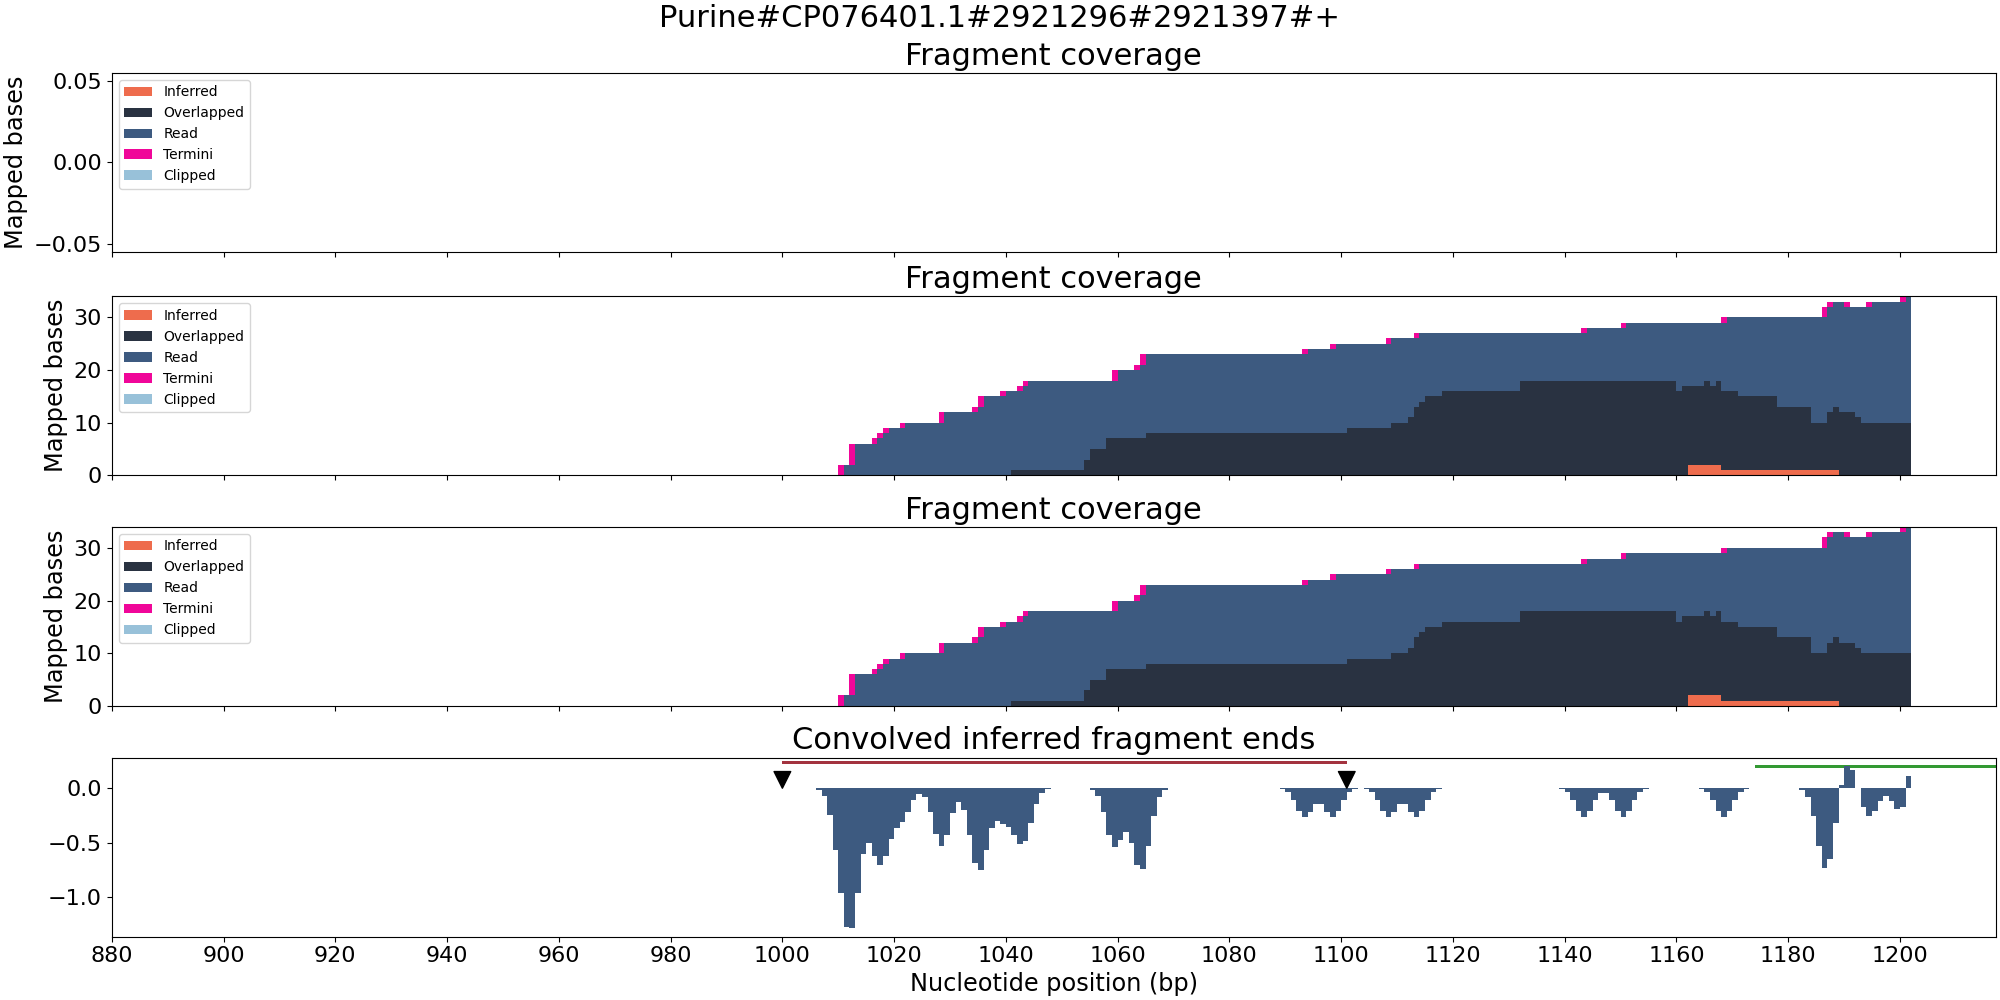 Purine#CP076401.1#2921296#2921397#+
Fragment coverage
Mapped bases
0.05
0.00
−0.05
Inferred
Overlapped
Read
Termini
Clipped
Fragment coverage
Mapped bases
30
20
10
0
Inferred
Overlapped
Read
Termini
Clipped
Fragment coverage
Mapped bases
30
20
10
0
Inferred
Overlapped
Read
Termini
Clipped
Convolved inferred fragment ends
0.0
−0.5
−1.0
880 900 920 940 960 980 1000 1020 1040 1060 1080 1100 1120 1140 1160 1180 1200
Nucleotide position (bp)